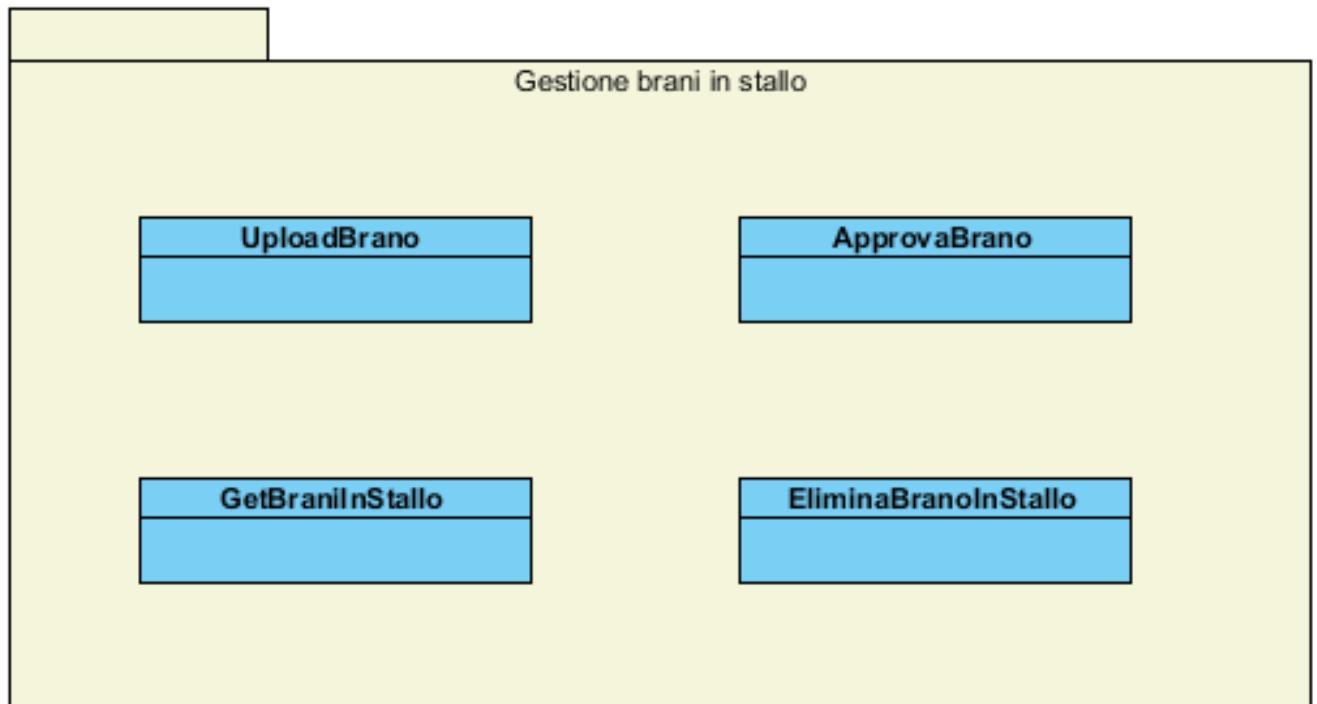 Gestione brani in stallo
UploadBrano
ApprovaBrano
GetBraniInStallo
EliminaBranoInStallo